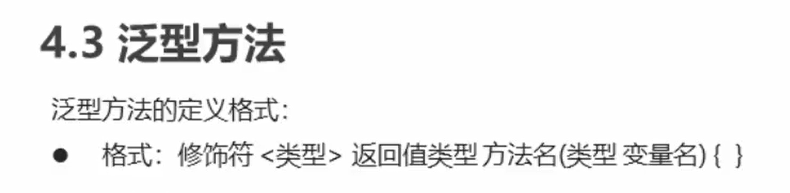 4.3 泛型方法
泛型方法的定义格式：
● 格式：修饰符 <类型> 返回值类型 方法名(类型 变量名) { }